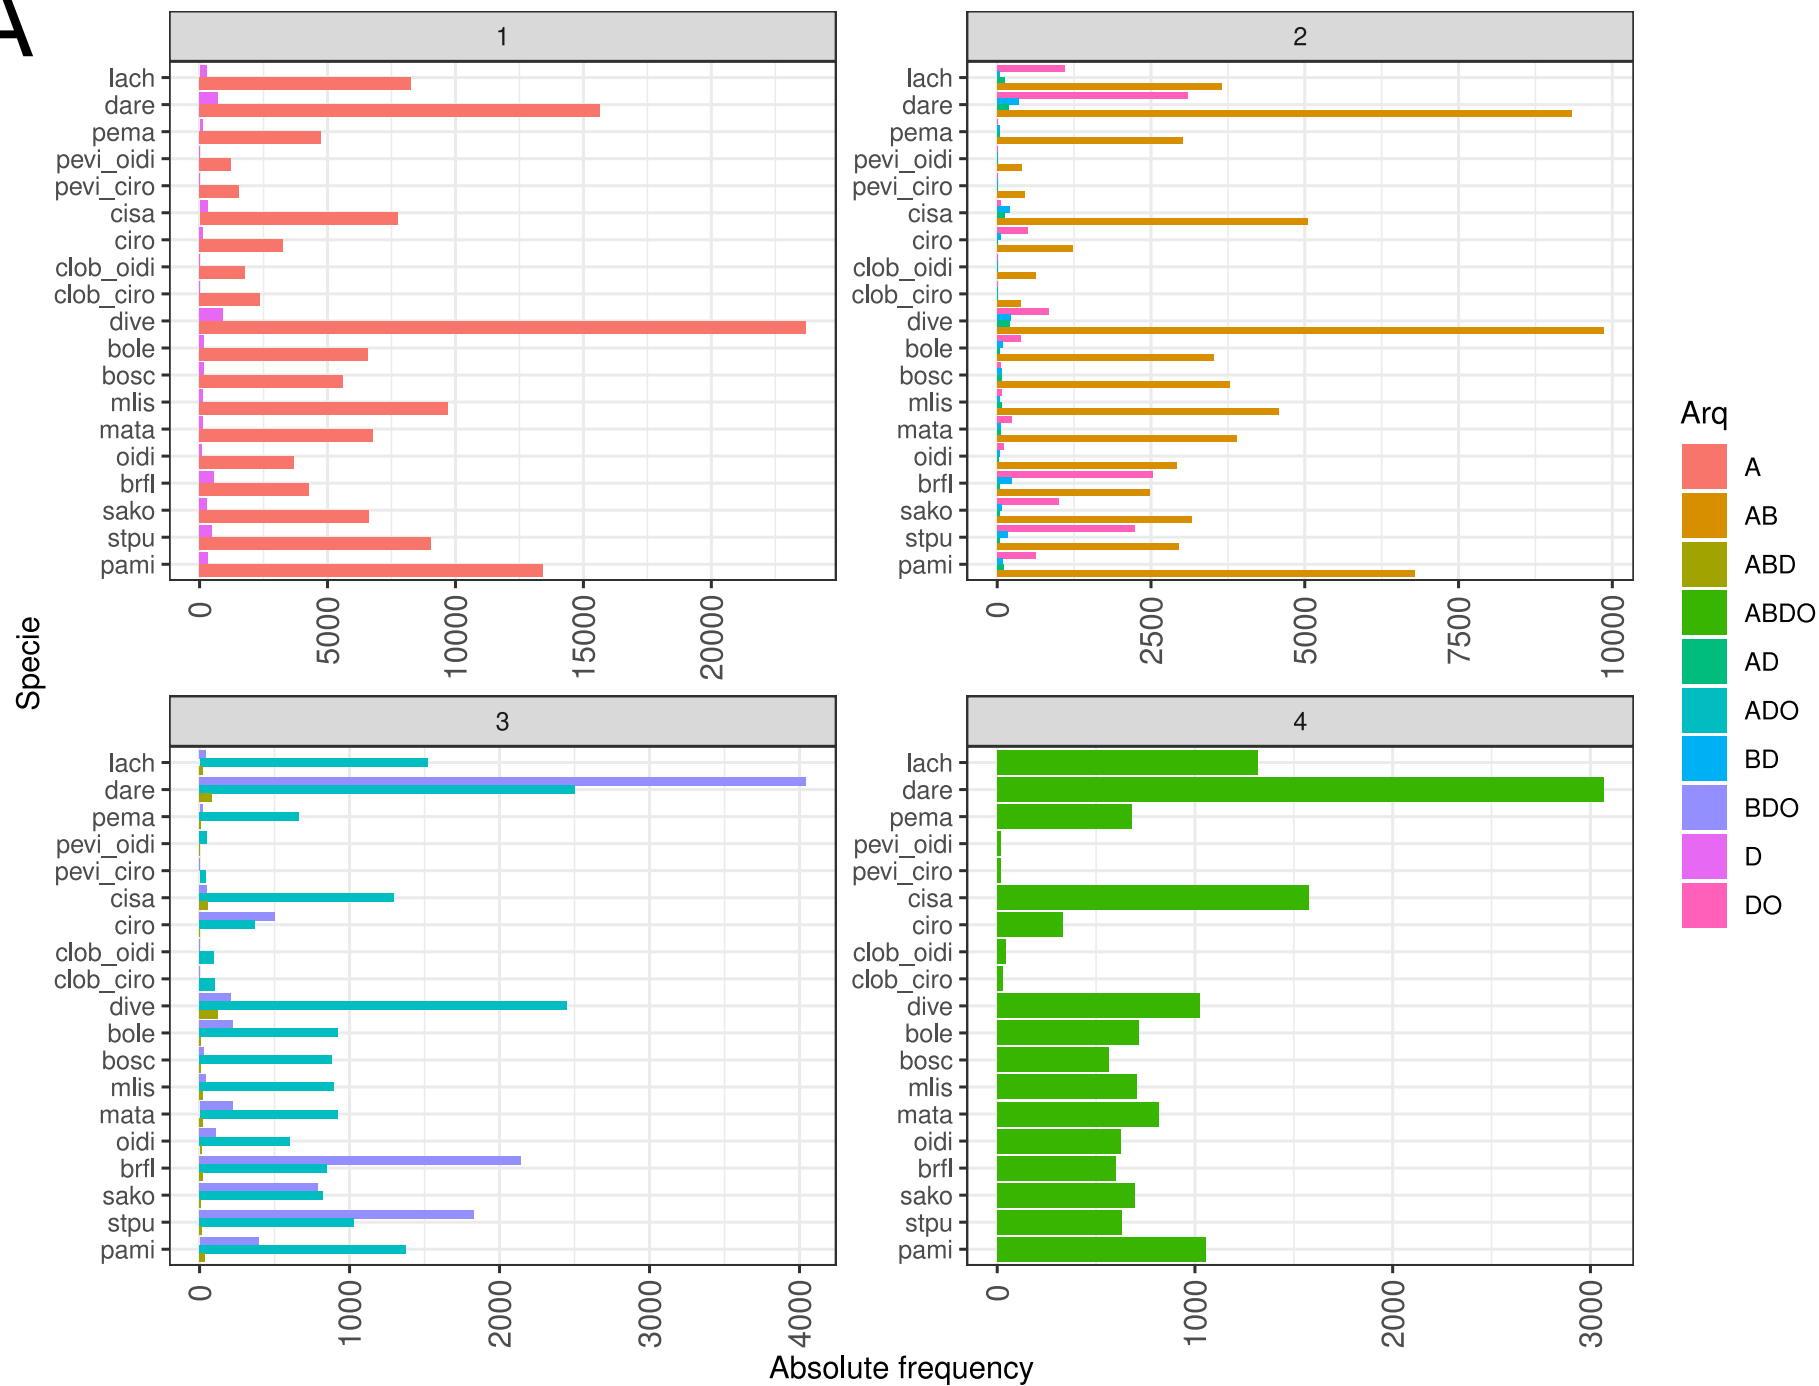 A
1
lach
dare
pema
pevi_oidi
pevi_ciro
cisa
ciro
clob_oidi
clob_ciro
dive
bole
bosc
mlis
mata
oidi
brfl
sako
stpu
pami
0
5000
10000
15000
20000
2
lach
dare
pema
pevi_oidi
pevi_ciro
cisa
ciro
clob_oidi
clob_ciro
dive
bole
bosc
mlis
mata
oidi
brfl
sako
stpu
pami
0
2500
5000
7500
10000
3
lach
dare
pema
pevi_oidi
pevi_ciro
cisa
ciro
clob_oidi
clob_ciro
dive
bole
bosc
mlis
mata
oidi
brfl
sako
stpu
pami
0
1000
2000
3000
4000
4
lach
dare
pema
pevi_oidi
pevi_ciro
cisa
ciro
clob_oidi
clob_ciro
dive
bole
bosc
mlis
mata
oidi
brfl
sako
stpu
pami
0
10000
20000
30000
Specie
Absolute frequency
Arq
A
AB
ABD
ABDO
AD
ADO
BD
BDO
D
DO